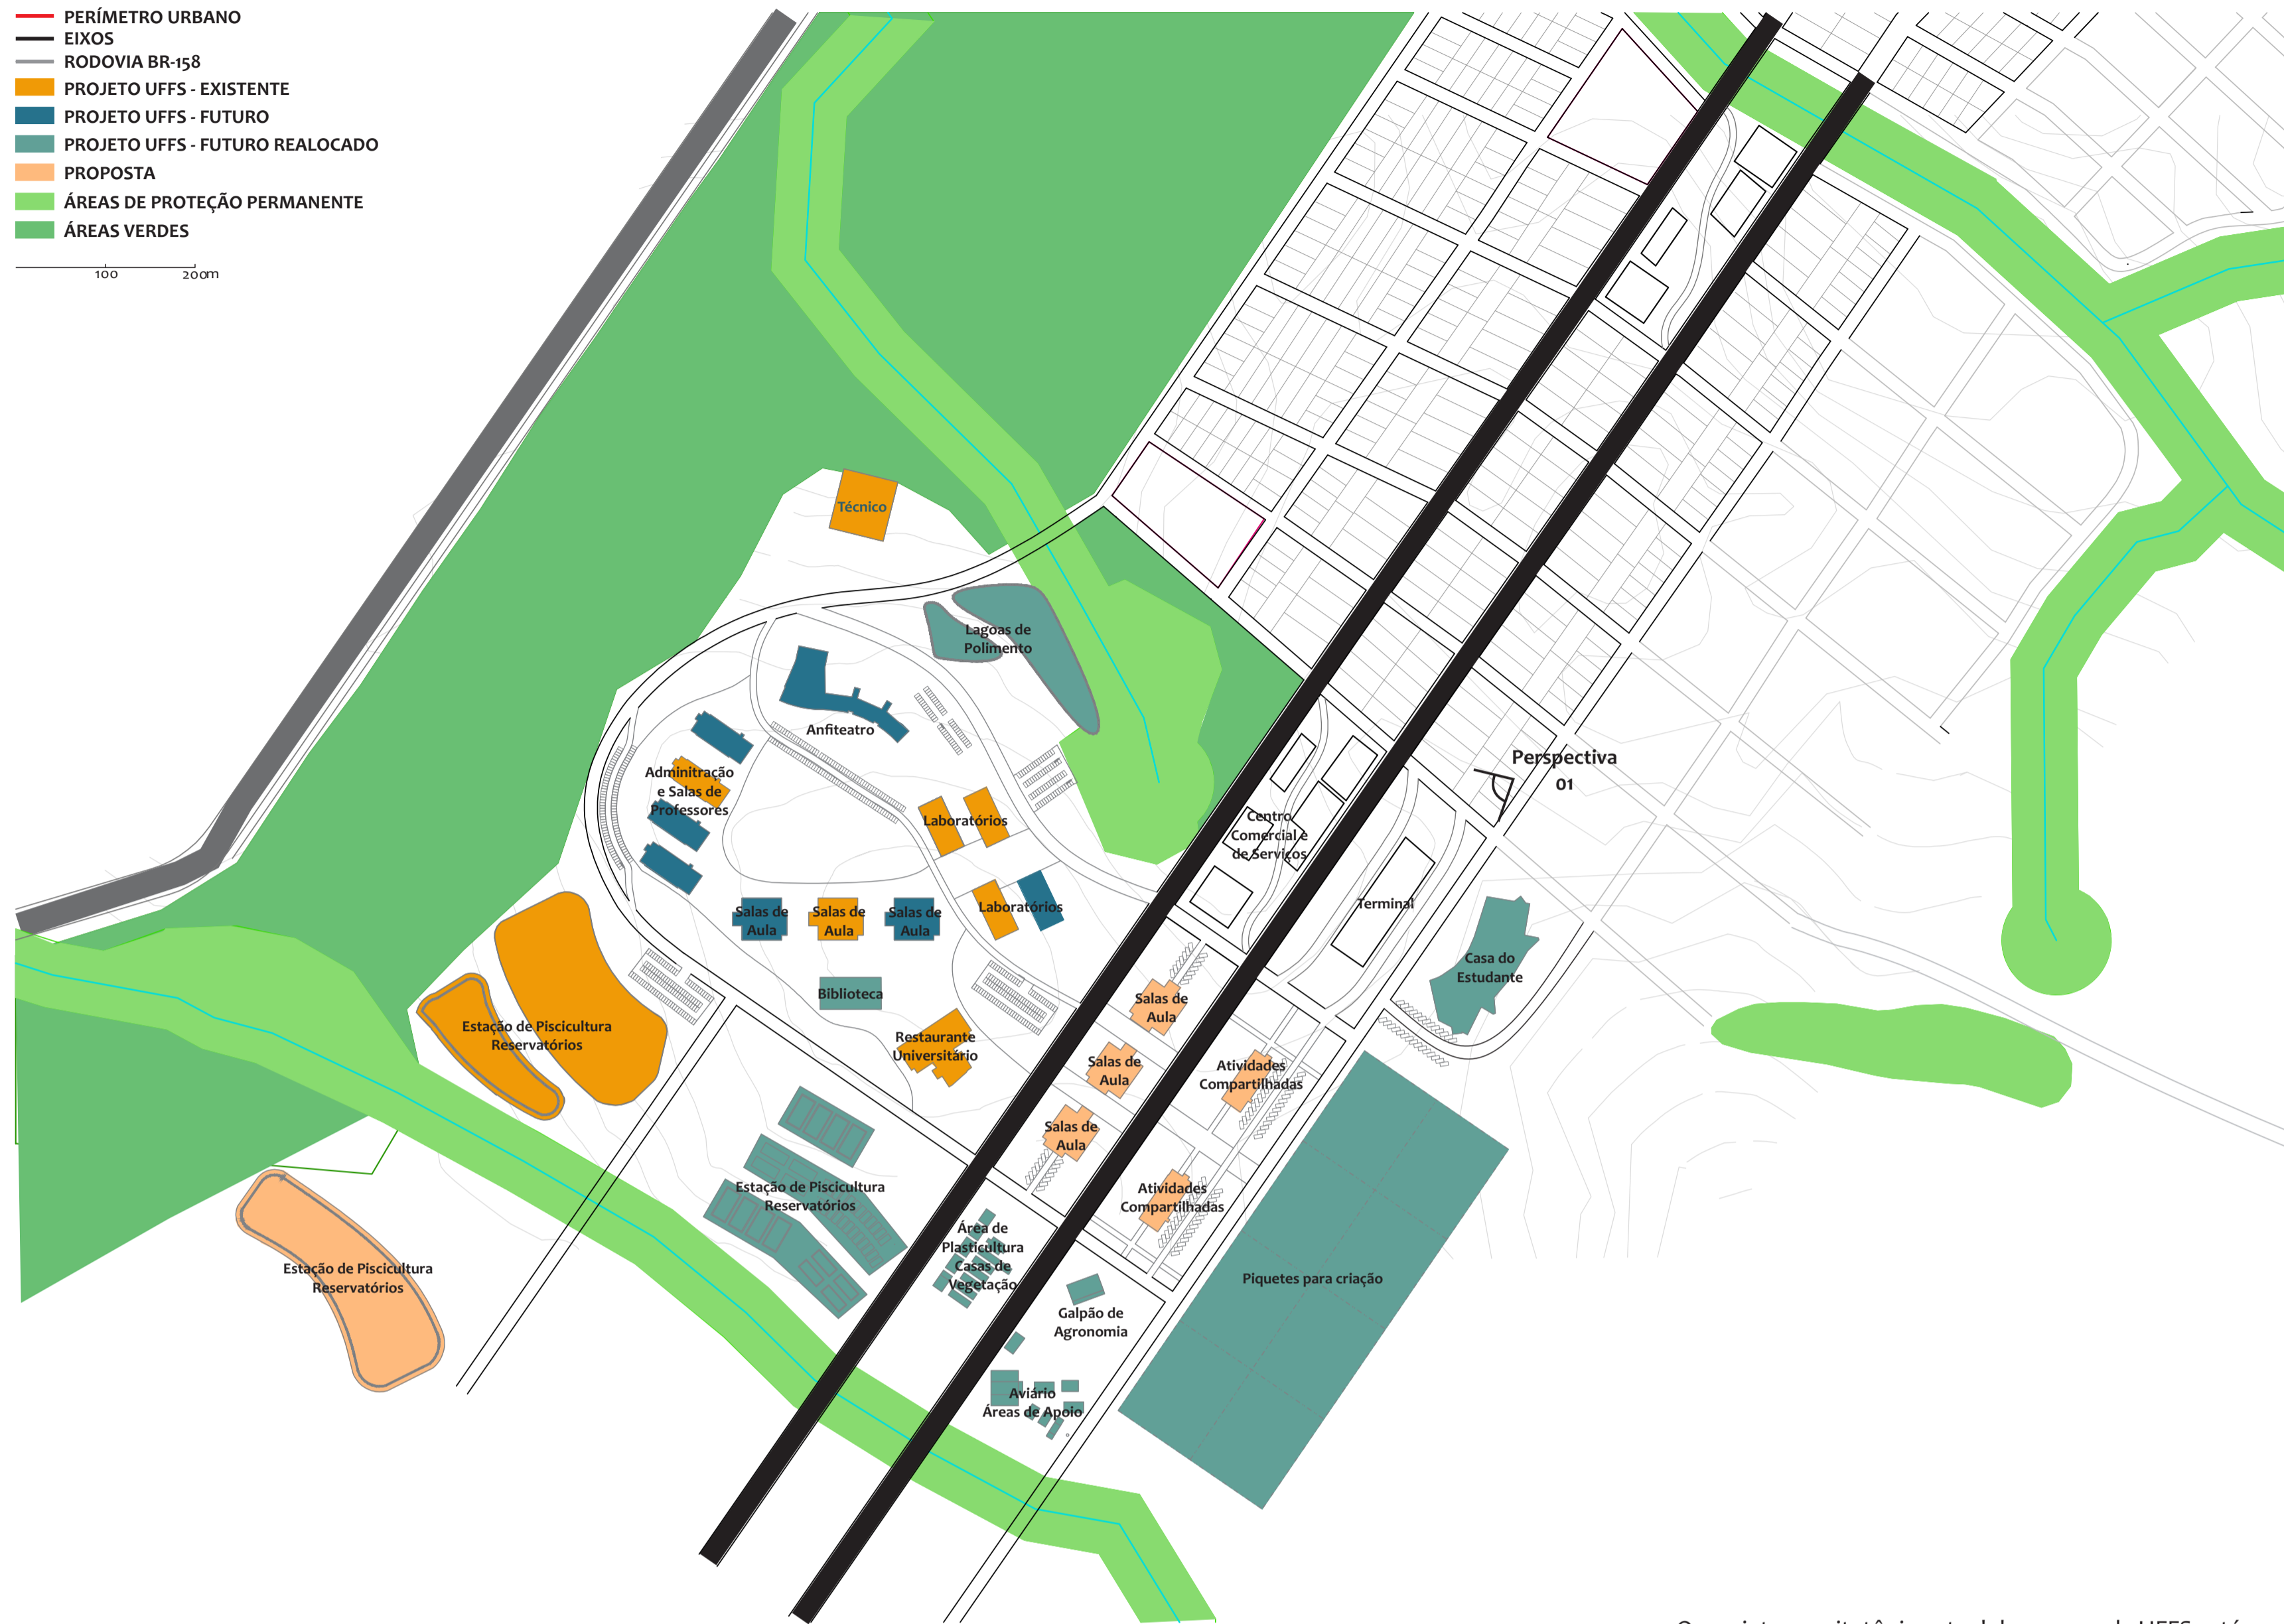 PERÍMETRO URBANO
EIXOS
RODOVIA BR-158
PROJETO UFFS - EXISTENTE
PROJETO UFFS - FUTURO
PROJETO UFFS - FUTURO REALOCADO
PROPOSTA
ÁREAS DE PROTEÇÃO PERMANENTE
ÁREAS VERDES
100 200m
Técnico
Lagoas de
Polimento
Anfiteatro
Adminitração
e Salas de
Professores
Laboratórios
Laboratórios
Salas de
Aula
Salas de
Aula
Salas de
Aula
Biblioteca
Restaurante
Universitário
Estação de Piscicultura
Reservatórios
Estação de Piscicultura
Reservatórios
Estação de Piscicultura
Reservatórios
Perspectiva
01
Centro
Comercial e
de Serviços
Terminal
Casa do
Estudante
Salas de
Aula
Salas de
Aula
Salas de
Aula
Atividades
Compartilhadas
Atividades
Compartilhadas
Área de
Plasticultura
Casas de
Vegetação
Galpão de
Agronomia
Piquetes para criação
Aviário
Áreas de Apoio